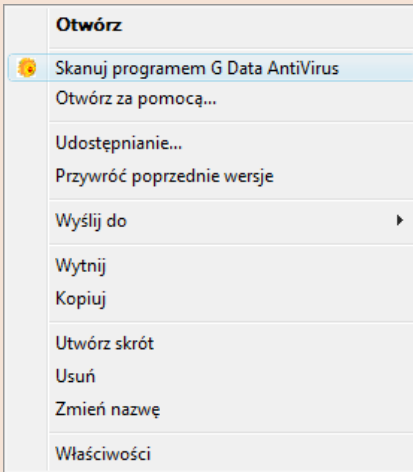 Otwórz
Skanuj programem G Data AntiVirus
Otwórz za pomocą...
Udostępnianie...
Przywróć poprzednie wersje
Wyślij do
Wytnij
Kopiuj
Utwórz skrót
Usuń
Zmień nazwę
Właściwości